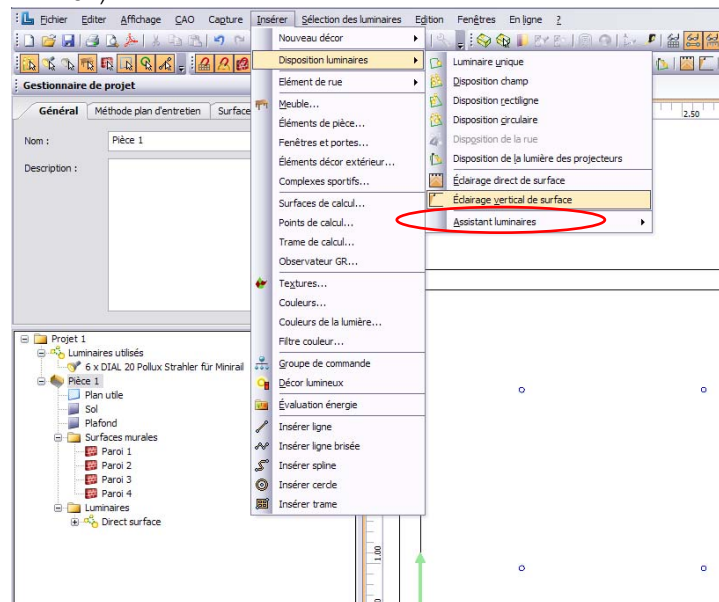 Fichier Editer Affichage CAO Capture Insérer Sélection des luminaires Edition Fenêtres En ligne ?
Gestionnaire de projet
Général Méthode plan d'entretien Surface
Nom : Pièce 1
Description :
Projet 1
Luminaires utilisés
6 x DIAL 20 Pollux Strahler für Minirail
Pièce 1
Plan utile
Sol
Plafond
Surfaces murales
Paroi 1
Paroi 2
Paroi 3
Paroi 4
Luminaires
Direct surface
Nouveau décor
Disposition luminaires
Elément de rue
Meuble...
Éléments de pièce...
Fenêtres et portes...
Éléments décor extérieur...
Complexes sportifs...
Surfaces de calcul...
Points de calcul...
Trame de calcul...
Observateur GR...
Textures...
Couleurs...
Couleurs de la lumière...
Filtre couleur...
Groupe de commande
Décor lumineux
Évaluation énergie
Insérer ligne
Insérer ligne brisée
Insérer spline
Insérer cercle
Insérer trame
Luminaire unique
Disposition champ
Disposition rectiligne
Disposition circulaire
Disposition de la rue
Disposition de la lumière des projecteurs
Éclairage direct de surface
Éclairage vertical de surface
Assistant luminaires
2.50
1.00